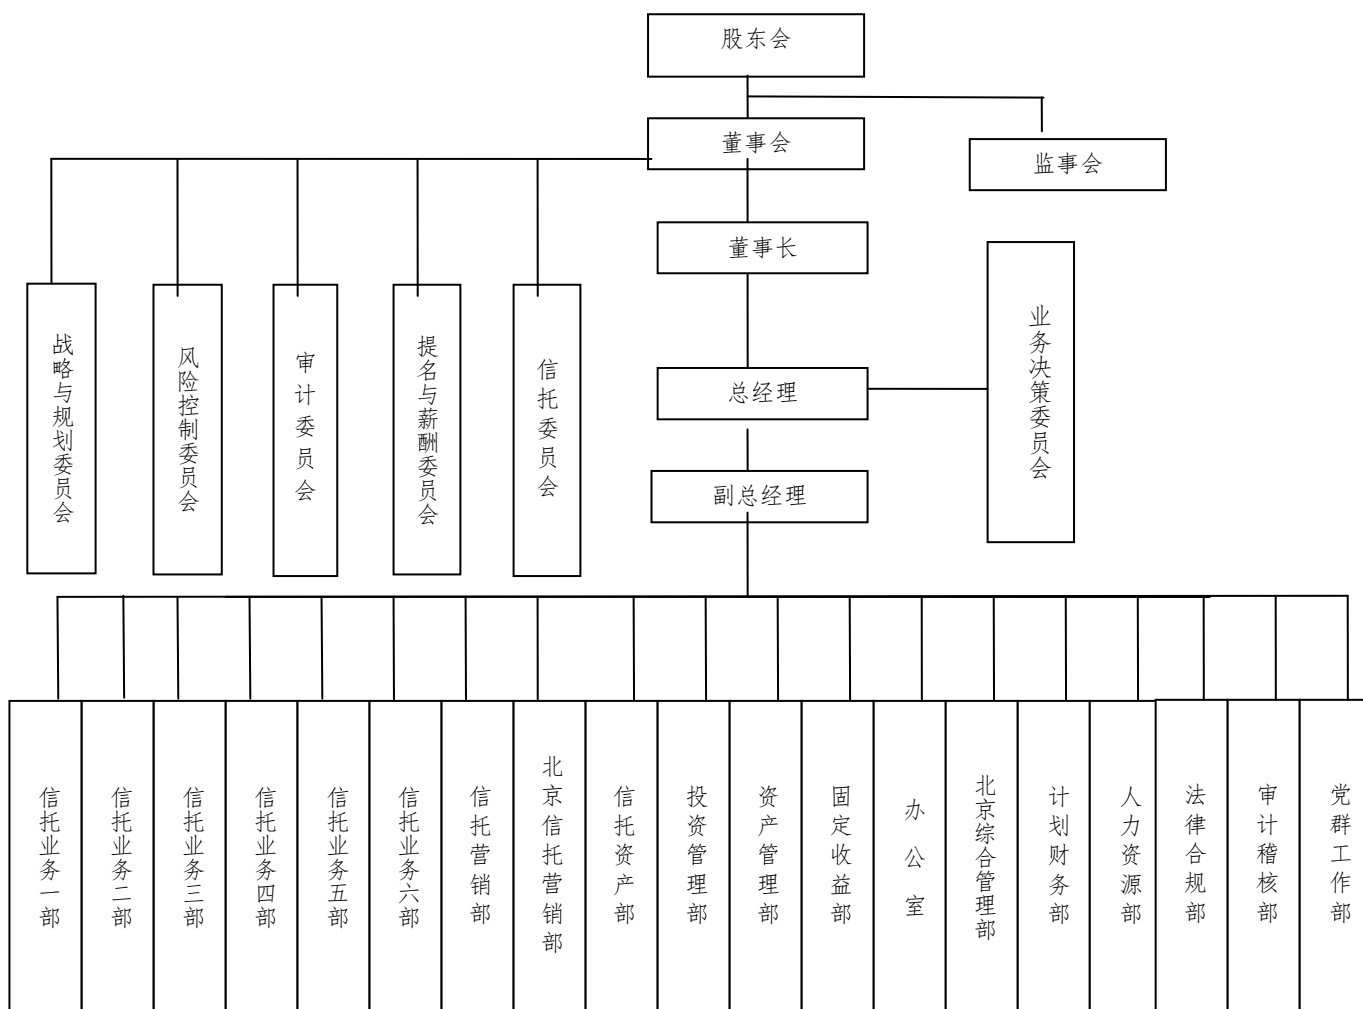 股东会
董事会
监事会
董事长
战略与规划委员会
风险控制委员会
审计委员会
提名与薪酬委员会
信托委员会
总经理
业务决策委员会
副总经理
信托业务一部
信托业务二部
信托业务三部
信托业务四部
信托业务五部
信托业务六部
信托营销部
北京信托营销部
信托资产部
投资管理部
资产管理部
固定收益部
办公室
北京综合管理部
计划财务部
人力资源部
法律合规部
审计稽核部
党群工作部